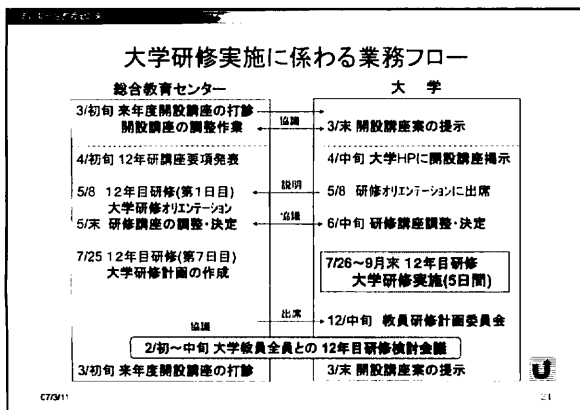 大学研修実施に係わる業務フロー
総合教育センター
大 学
3/初旬 来年度開設講座の打診
開設講座の調整作業
協議
3/末 開設講座案の提示
4/初旬 12年研講座要項発表
4/中旬 大学HPに開設講座掲示
5/8 12年目研修(第1日目)
大学研修オリエンテーション
説明
5/8 研修オリエンテーションに出席
5/末 研修講座の調整・決定
協議
6/中旬 研修講座調整・決定
7/25 12年目研修(第7日目)
大学研修計画の作成
7/26~9月末 12年目研修
大学研修実施(5日間)
出席
12/中旬 教員研修計画委員会
協議
2/初~中旬 大学教員全員との 12年目研修検討会議
3/初旬 来年度開設講座の打診
3/末 開設講座案の提示
07/3/11